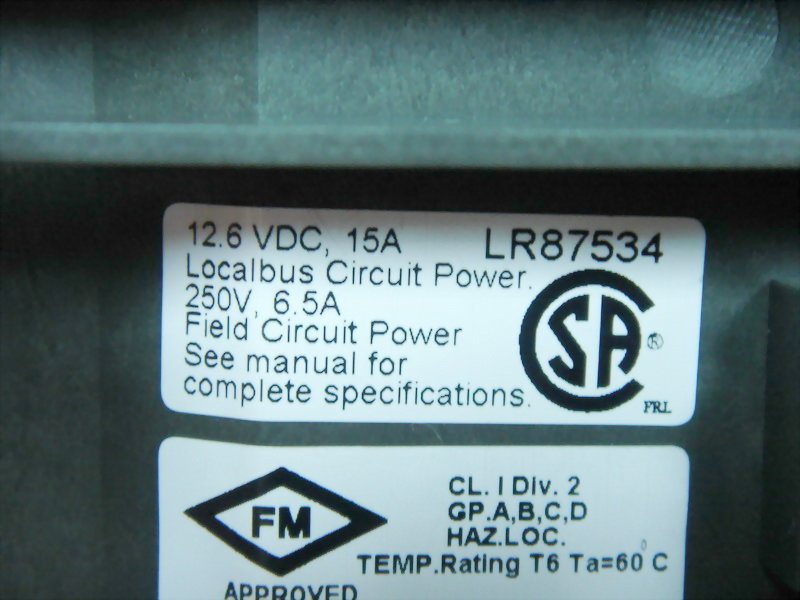 12.6 VDC, 15A
LR87534
Localbus Circuit Power.
250V, 6.5A
Field Circuit Power
See manual for
complete specifications.
SA ®
FRL
FM
APPROVED
CL. I Div. 2
GP.A,B,C,D
HAZ.LOC.
TEMP.Rating T6 Ta=60°C